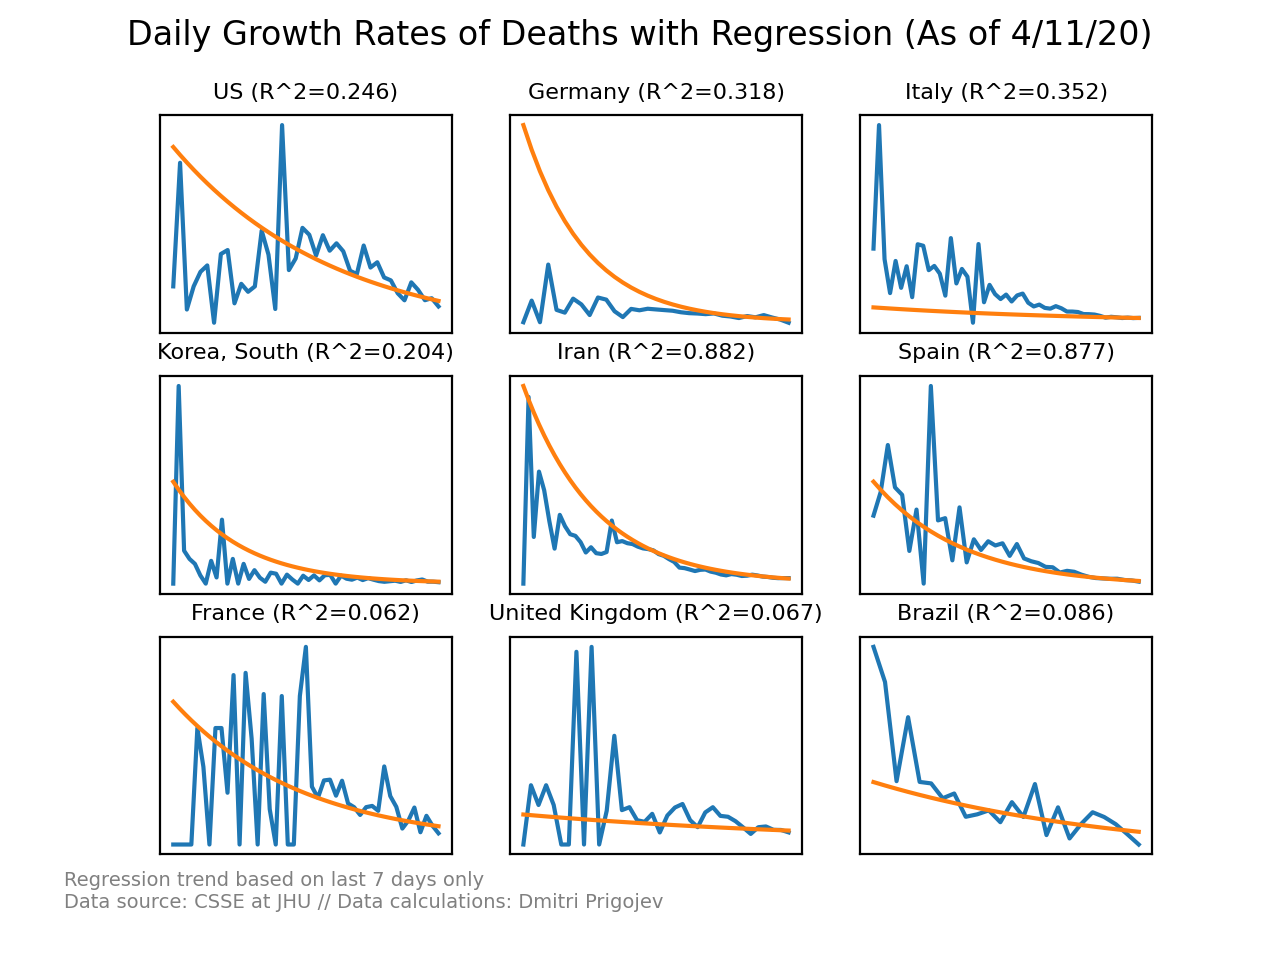 Daily Growth Rates of Deaths with Regression (As of 4/11/20)
US (R^2=0.246)
Germany (R^2=0.318)
Italy (R^2=0.352)
Korea, South (R^2=0.204)
Iran (R^2=0.882)
Spain (R^2=0.877)
France (R^2=0.062)
United Kingdom (R^2=0.067)
Brazil (R^2=0.086)
Regression trend based on last 7 days only
Data source: CSSE at JHU // Data calculations: Dmitri Prigojev